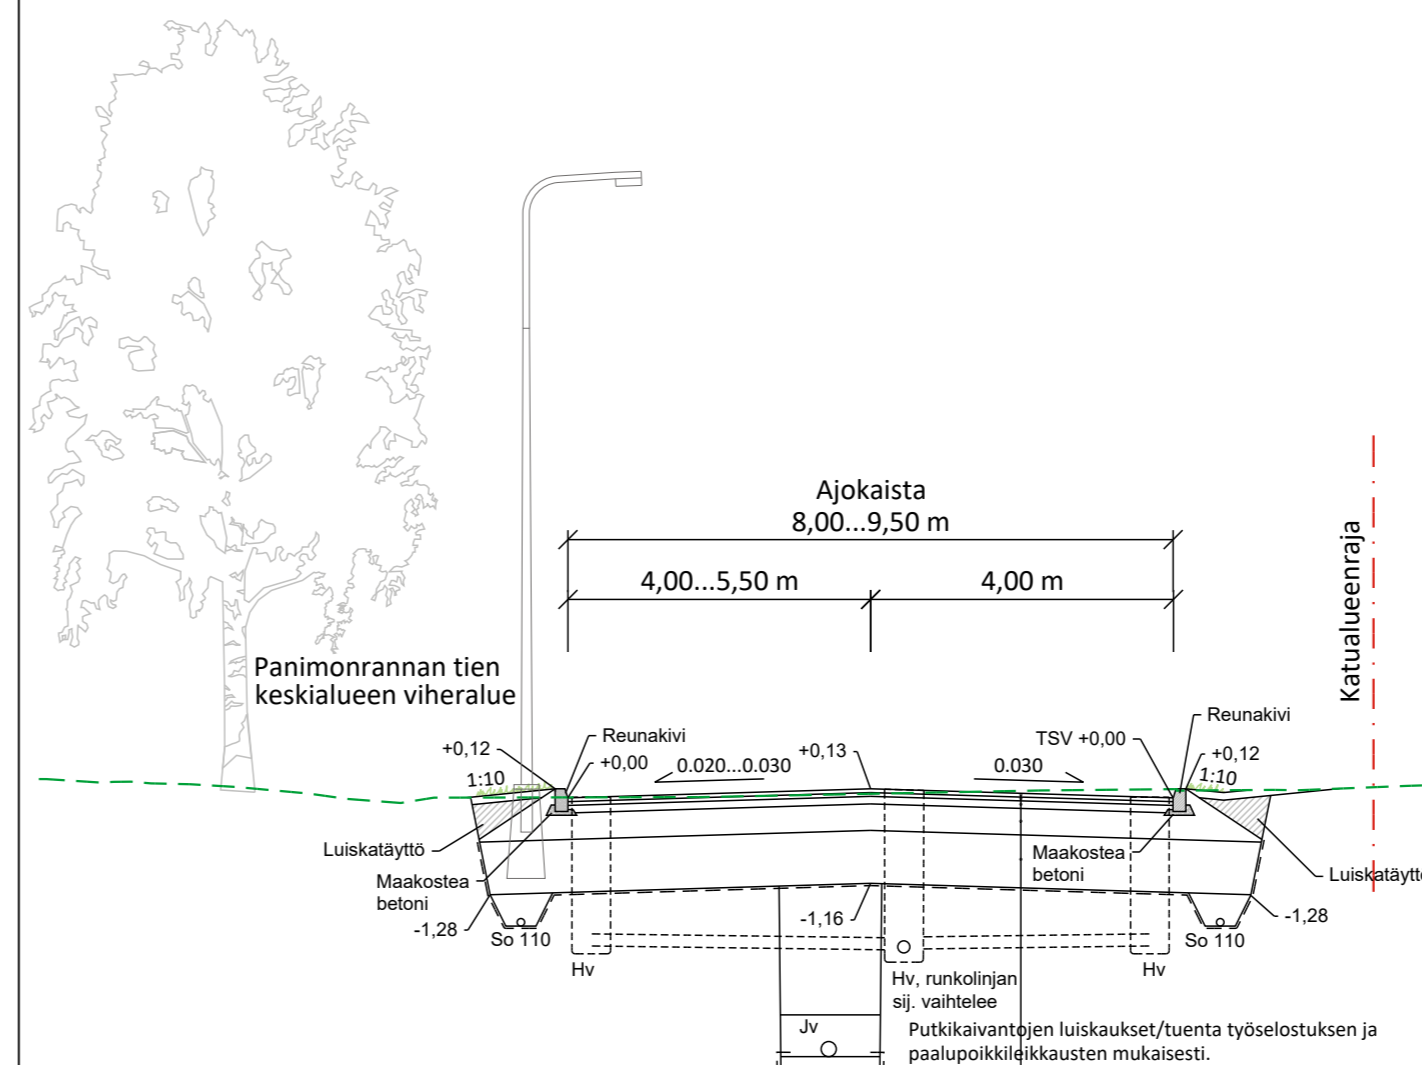 Ajokaista
8,00...9,50 m
4,00...5,50 m
4,00 m
Katualueenraja
Panimonrannan tien
keskialueen viheralue
+0,12
Reunakivi
+0,00
0.020...0.030
+0,13
0.030
TSV +0,00
Reunakivi
+0,12
1:10
1:10
Luiskatäyttö
Maakostea
betoni
Maakostea
betoni
Luiskatäyttö
-1,28
So 110
-1,16
So 110
-1,28
Hv
Hv, runkolinjan
sij. vaihtelee
Hv
Jv
Putkikaivantojen luiskaukset/tuenta työselostuksen ja
paalupoikkileikkausten mukaisesti.